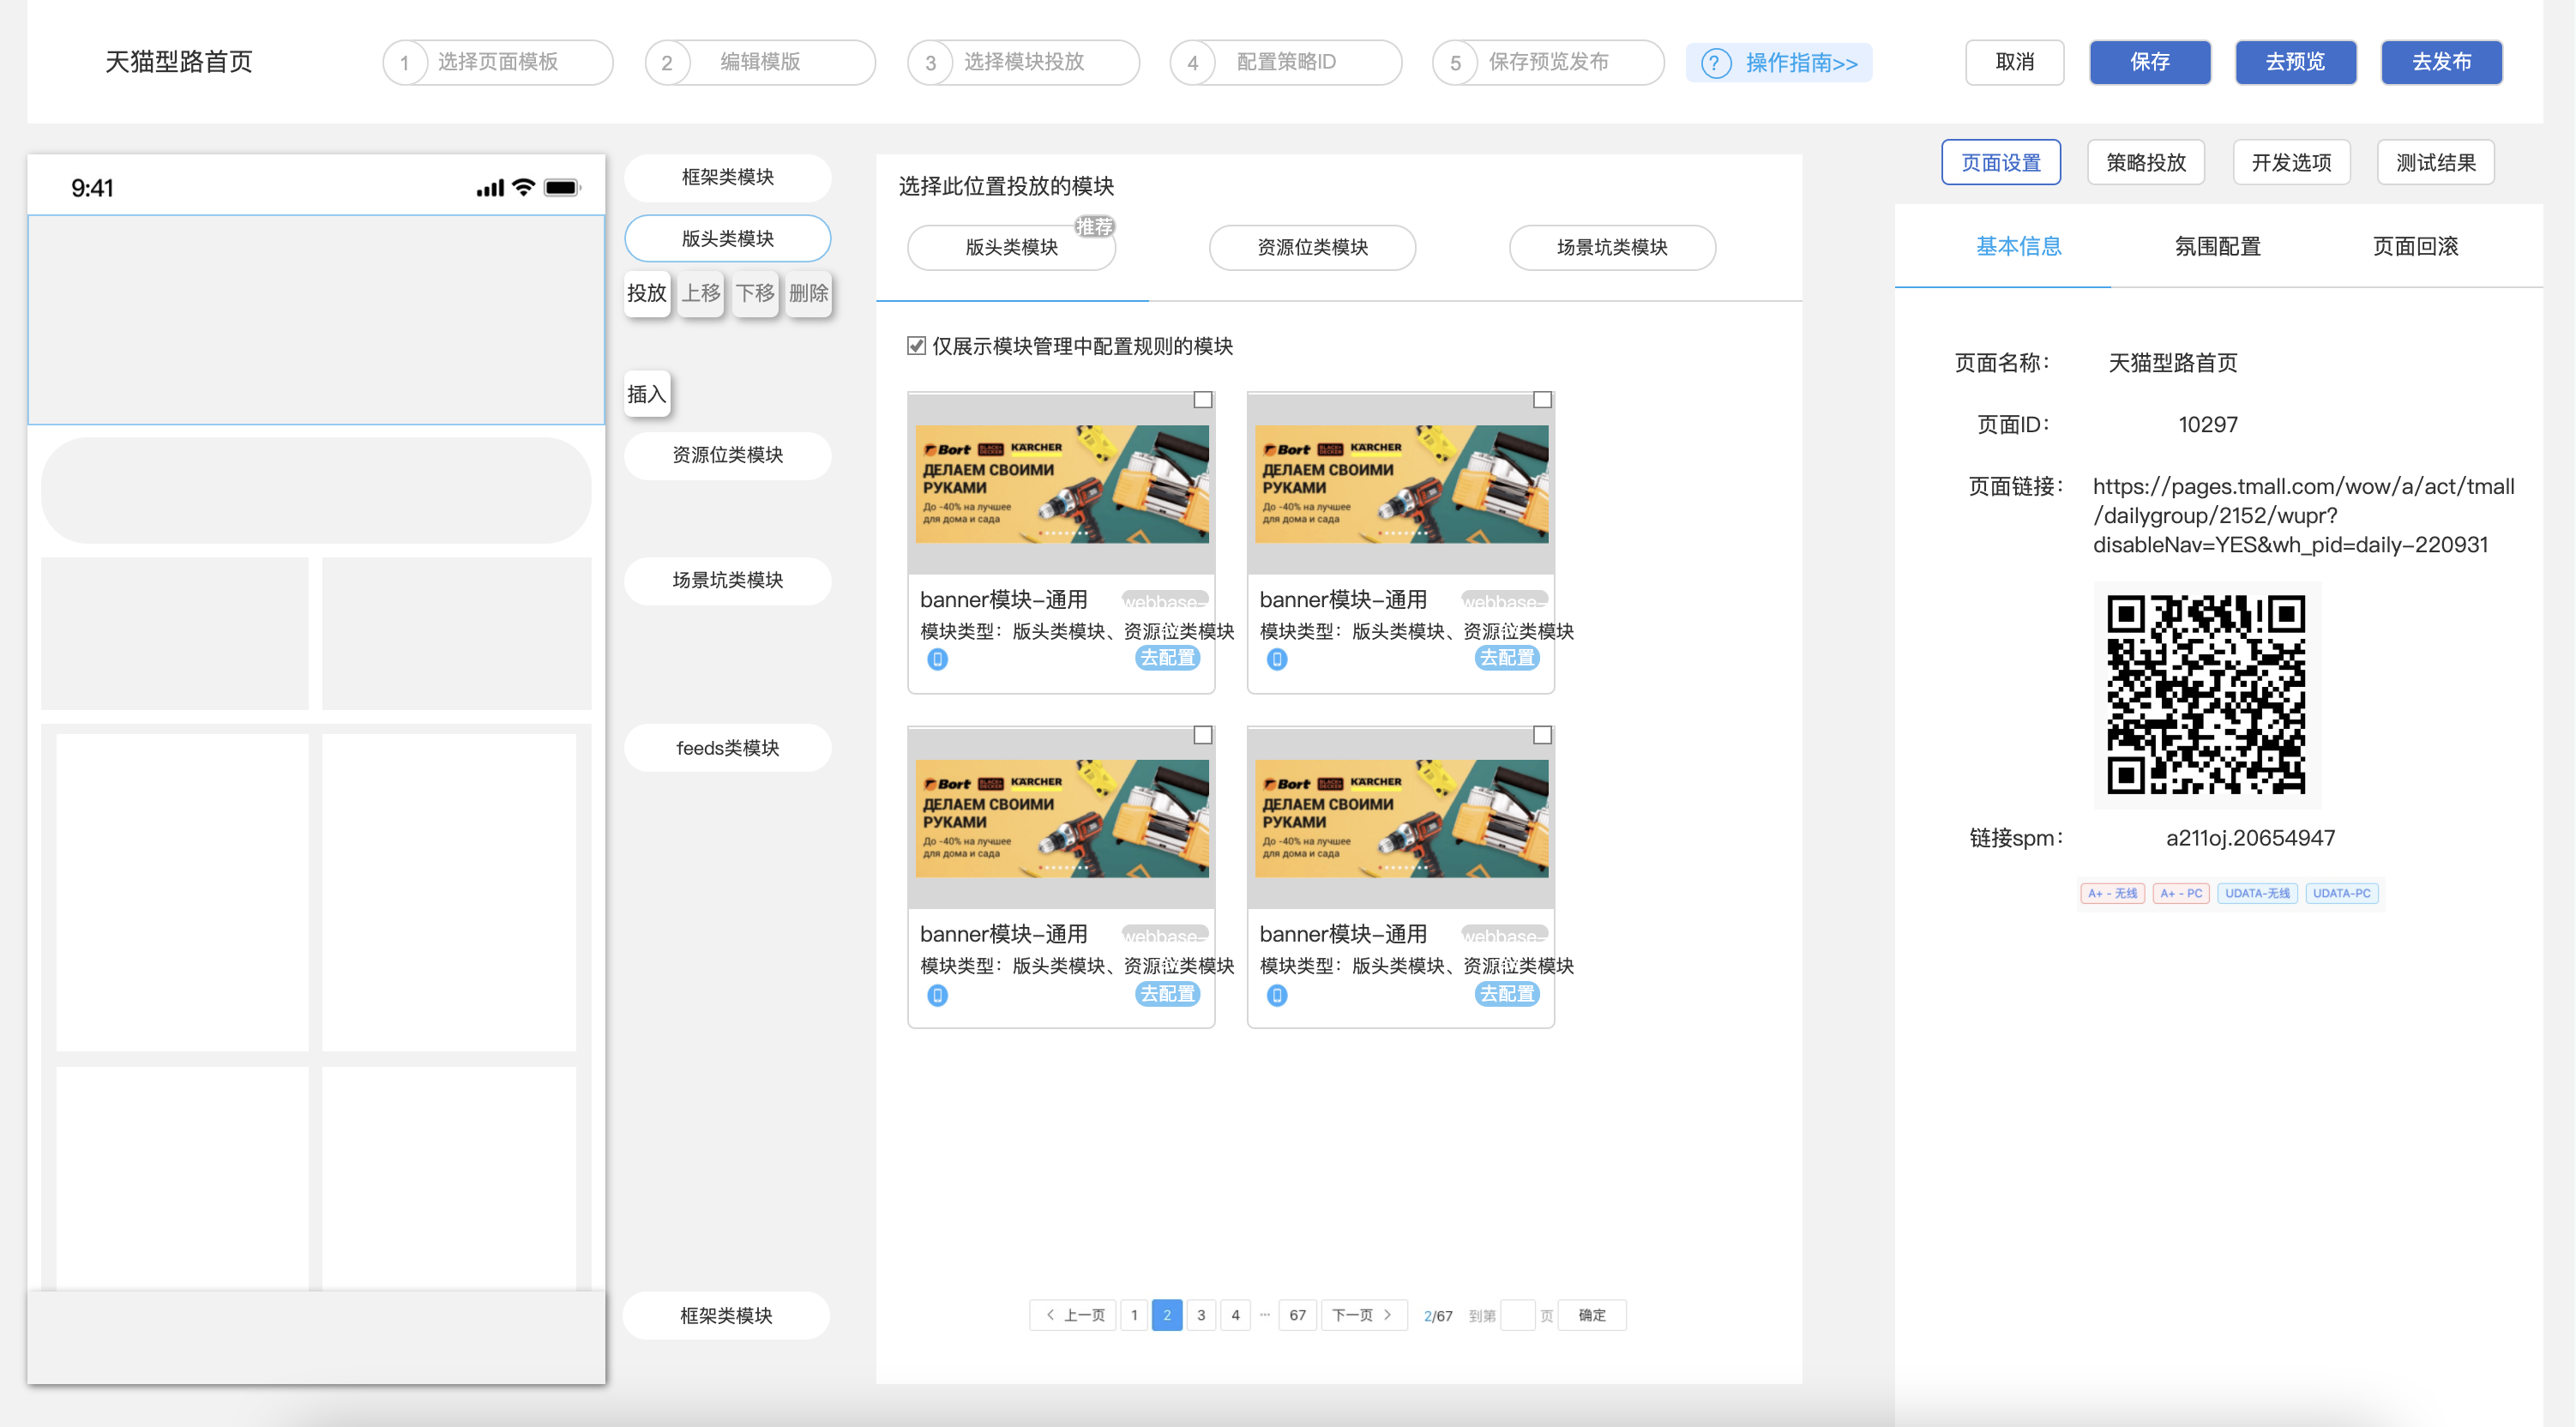 天猫型路首页
1 选择页面模板
2 编辑模版
3 选择模块投放
4 配置策略ID
5 保存预览发布
? 操作指南>>
取消
保存
去预览
去发布
9:41
框架类模块
版头类模块
投放 上移 下移 删除
插入
资源位类模块
场景坑类模块
feeds类模块
框架类模块
选择此位置投放的模块
版头类模块
推荐
资源位类模块
场景坑类模块
仅展示模块管理中配置规则的模块
Bort BLACK+DECKER KÄRCHER
ДЕЛАЕМ СВОИМИ
РУКАМИ
До -40% на лучшее
для дома и сада
banner模块-通用
模块类型：版头类模块、资源位类模块
去配置
Bort BLACK+DECKER KÄRCHER
ДЕЛАЕМ СВОИМИ
РУКАМИ
До -40% на лучшее
для дома и сада
banner模块-通用
模块类型：版头类模块、资源位类模块
去配置
Bort BLACK+DECKER KÄRCHER
ДЕЛАЕМ СВОИМИ
РУКАМИ
До -40% на лучшее
для дома и сада
banner模块-通用
模块类型：版头类模块、资源位类模块
去配置
Bort BLACK+DECKER KÄRCHER
ДЕЛАЕМ СВОИМИ
РУКАМИ
До -40% на лучшее
для дома и сада
banner模块-通用
模块类型：版头类模块、资源位类模块
去配置
< 上一页 1 2 3 4 ··· 67 下一页 > 2/67 到第 页 确定
页面设置
策略投放
开发选项
测试结果
基本信息
氛围配置
页面回滚
页面名称： 天猫型路首页
页面ID： 10297
页面链接： https://pages.tmall.com/wow/a/act/tmall
/dailygroup/2152/wupr?
disableNav=YES&wh_pid=daily-220931
链接spm： a211oj.20654947
A+ - 无线 A+ - PC UDATA-无线 UDATA-PC